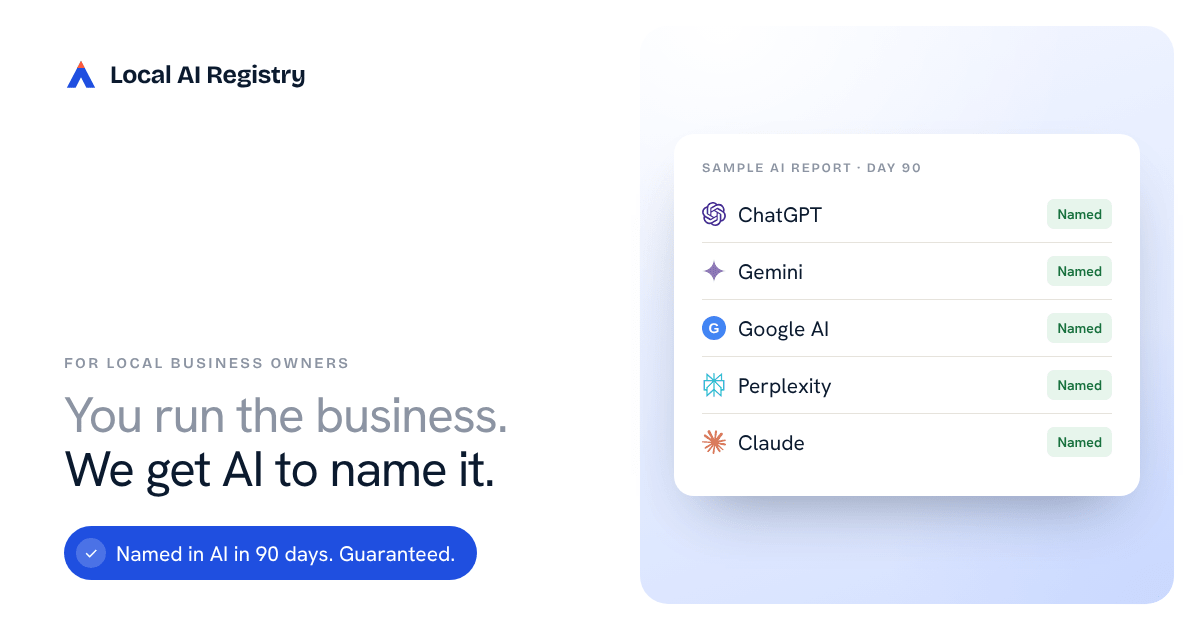 Local AI Registry
FOR LOCAL BUSINESS OWNERS
You run the business.
We get AI to name it.
Named in AI in 90 days. Guaranteed.
SAMPLE AI REPORT · DAY 90
ChatGPT Named
Gemini Named
G Google AI Named
Perplexity Named
Claude Named